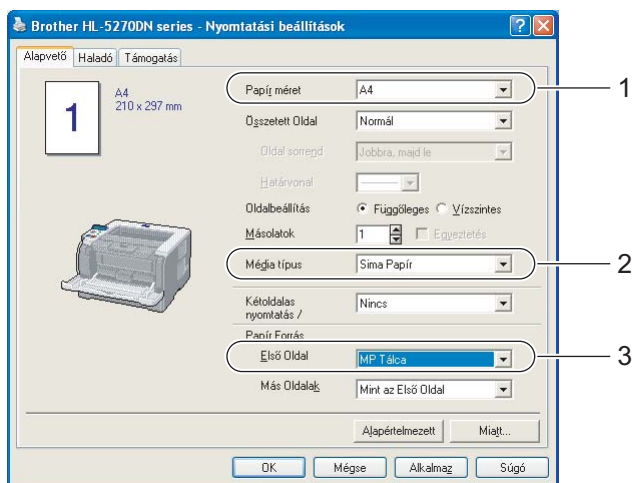 Brother HL-5270DN series - Nyomtatási beállítások
Alapvető Haladó Támogatás
1
A4
210 x 297 mm
Papír méret A4 1
Összetett Oldal Normál
Oldal sorrend Jobbra, majd le
Határvonal
Oldalbeállítás Függőleges Vízszintes
Másolatok 1 Egyeztetés
Média típus Sima Papír 2
Kétoldalas nyomtatás / Nincs
Papír Forrás
Első Oldal MP Tálca 3
Más Oldalak Mint az Első Oldal
Alapértelmezett Miatt...
OK Mégse Alkalmaz Súgó